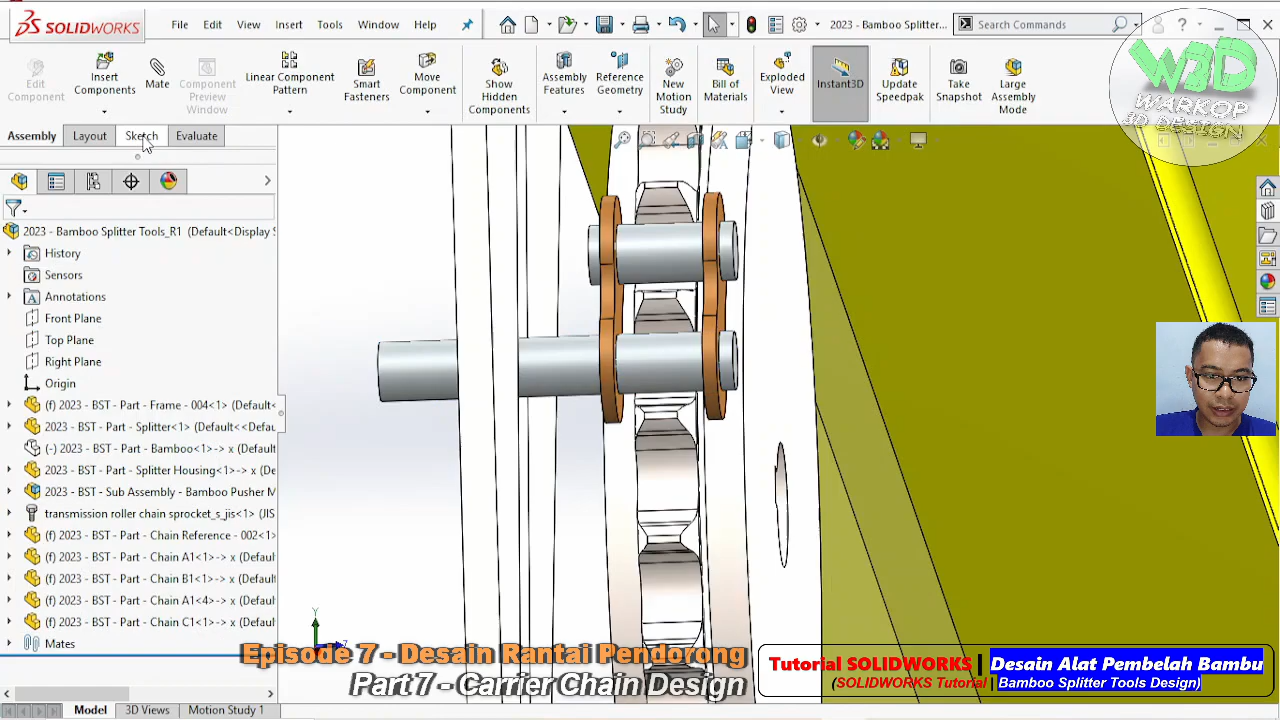 SOLIDWORKS
File Edit View Insert Tools Window Help
2023 - Bamboo Splitter...
Search Commands
Edit Component
Insert Components
Mate
Component Preview Window
Linear Component Pattern
Smart Fasteners
Move Component
Show Hidden Components
Assembly Features
Reference Geometry
New Motion Study
Bill of Materials
Exploded View
Instant3D
Update Speedpak
Take Snapshot
Large Assembly Mode
WJD
WARKOP
3D DESIGN
Assembly Layout Sketch Evaluate
2023 - Bamboo Splitter Tools_R1 (Default<Display S
History
Sensors
Annotations
Front Plane
Top Plane
Right Plane
Origin
(f) 2023 - BST - Part - Frame - 004<1> (Default<
2023 - BST - Part - Splitter<1> (Default<<Defau
(-) 2023 - BST - Part - Bamboo<1>-> x (Default
2023 - BST - Part - Splitter Housing<1>-> x (De
2023 - BST - Sub Assembly - Bamboo Pusher M
transmission roller chain sprocket_s_jis<1> (JIS
(f) 2023 - BST - Part - Chain Reference - 002<1>
(f) 2023 - BST - Part - Chain A1<1>-> x (Defaul
(f) 2023 - BST - Part - Chain B1<1>-> x (Default
(f) 2023 - BST - Part - Chain A1<4>-> x (Defaul
(f) 2023 - BST - Part - Chain C1<1>-> x (Default
Mates
Y
Z
Episode 7 - Desain Rantai Pendorong
Part 7 - Carrier Chain Design
Tutorial SOLIDWORKS | Desain Alat Pembelah Bambu
(SOLIDWORKS Tutorial | Bamboo Splitter Tools Design)
Model 3D Views Motion Study 1